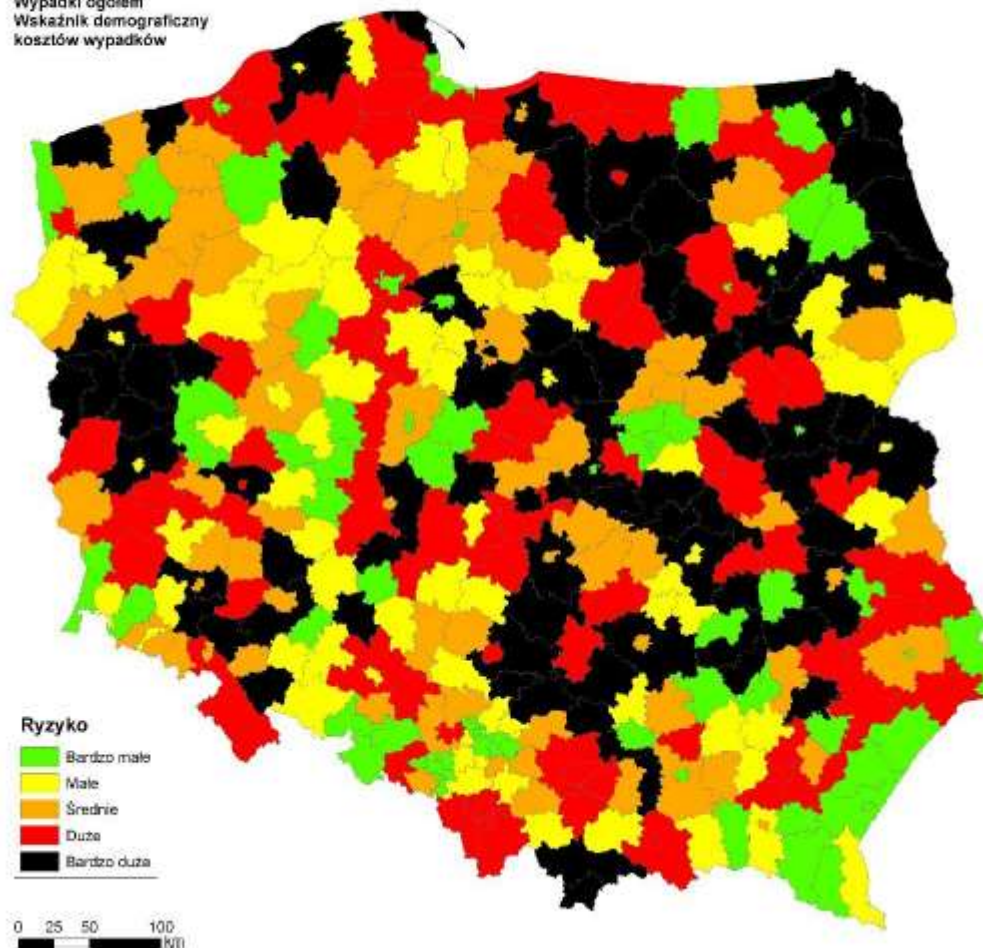 Wypadki ogółem
Wskaźnik demograficzny
kosztów wypadków
Ryzyko
Bardzo małe
Małe
Średnie
Duże
Bardzo duże
0 25 50 100
km